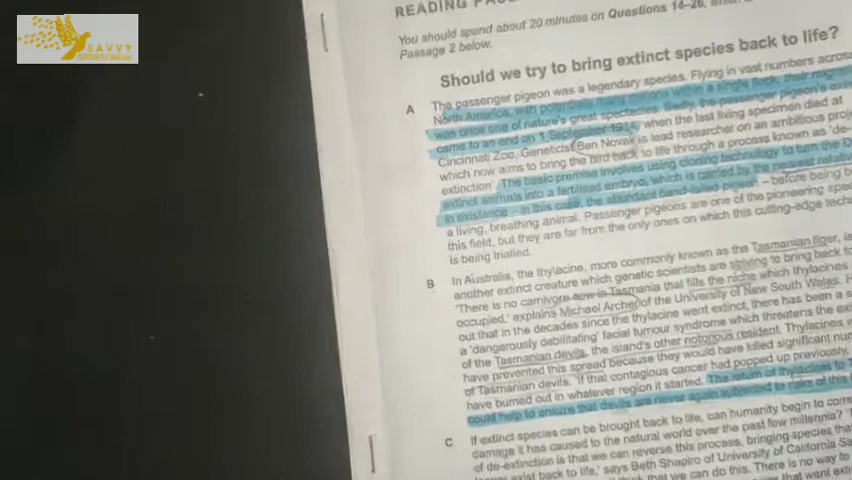 SAVVY
READING
You should spend about 20 minutes on Questions 14-26,
Passage 2 below.
Should we try to bring extinct species back to life?
A The passenger pigeon was a legendary species. Flying in vast numbers across
North America, with potentially many millions within a single flock, their
was once one of nature's great spectacles. Sadly, the passenger pigeon's
came to an end on 1 September 1914, when the last living specimen died at
Cincinnati Zoo. Geneticist Ben Novak is lead researcher on an ambitious
which now aims to bring the bird back to life through a process known as 'de-
extinction'. The basic premise involves using cloning technology to turn the
extinct animals into a fertilised embryo, which is carried by the nearest
in existence – in this case, the abundant band-tailed pigeon – before being
a living, breathing animal. Passenger pigeons are one of the pioneering
this field, but they are far from the only ones on which this cutting-edge
is being trialled.
B In Australia, the thylacine, more commonly known as the Tasmanian tiger, is
another extinct creature which genetic scientists are striving to bring back to
'There is no carnivore now in Tasmania that fills the niche which thylacines
occupied,' explains Michael Archer of the University of New South Wales.
out that in the decades since the thylacine went extinct, there has been a
a 'dangerously debilitating' facial tumour syndrome which threatens the
of the Tasmanian devils, the island's other notorious resident. Thylacines
have prevented this spread because they would have killed significant
of Tasmanian devils. 'If that contagious cancer had popped up previously,
have burned out in whatever region it started. The return of thylacines to
could help to ensure that devils are never again subjected to risks of this
C If extinct species can be brought back to life, can humanity begin to
damage it has caused to the natural world over the past few millennia?
of de-extinction is that we can reverse this process, bringing species that
exist back to life,' says Beth Shapiro of University of California
that we can do this. There is no way to